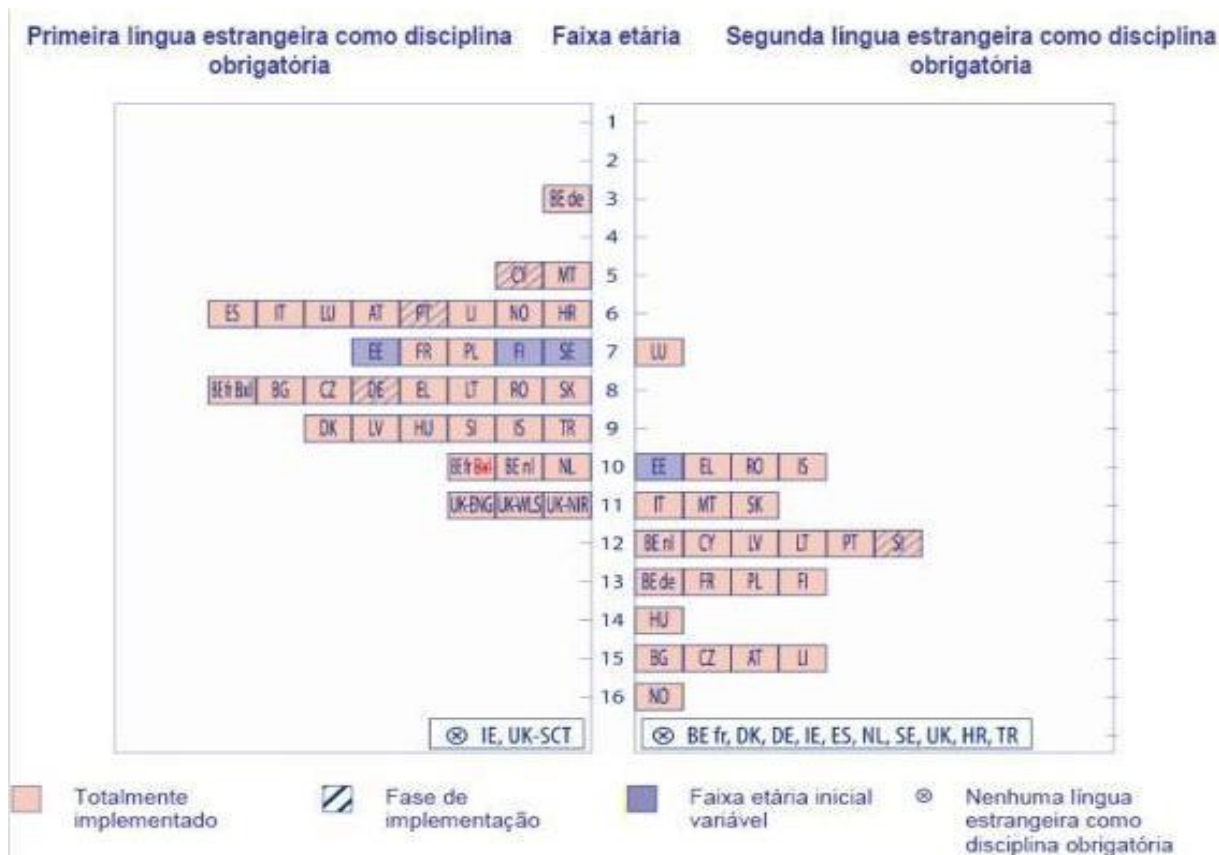 Primeira língua estrangeira como disciplina obrigatória
Faixa etária
Segunda língua estrangeira como disciplina obrigatória
1
2
BE de 3
4
CY MT 5
ES IT LU AT PT LI NO HR 6
EE FR PL FI SE 7 LU
BE fr Bxl BG CZ DE EL LT RO SK 8
DK LV HU SI IS TR 9
BE fr Bxl BE nl NL 10 EE EL RO IS
UK-ENG UK-WLS UK-NIR 11 IT MT SK
12 BE nl CY LV LT PT SI
13 BE de FR PL FI
14 HU
15 BG CZ AT LI
16 NO
⊗ IE, UK-SCT
⊗ BE fr, DK, DE, IE, ES, NL, SE, UK, HR, TR
Totalmente
implementado
Fase de
implementação
Faixa etária inicial
variável
⊗ Nenhuma língua
estrangeira como
disciplina obrigatória